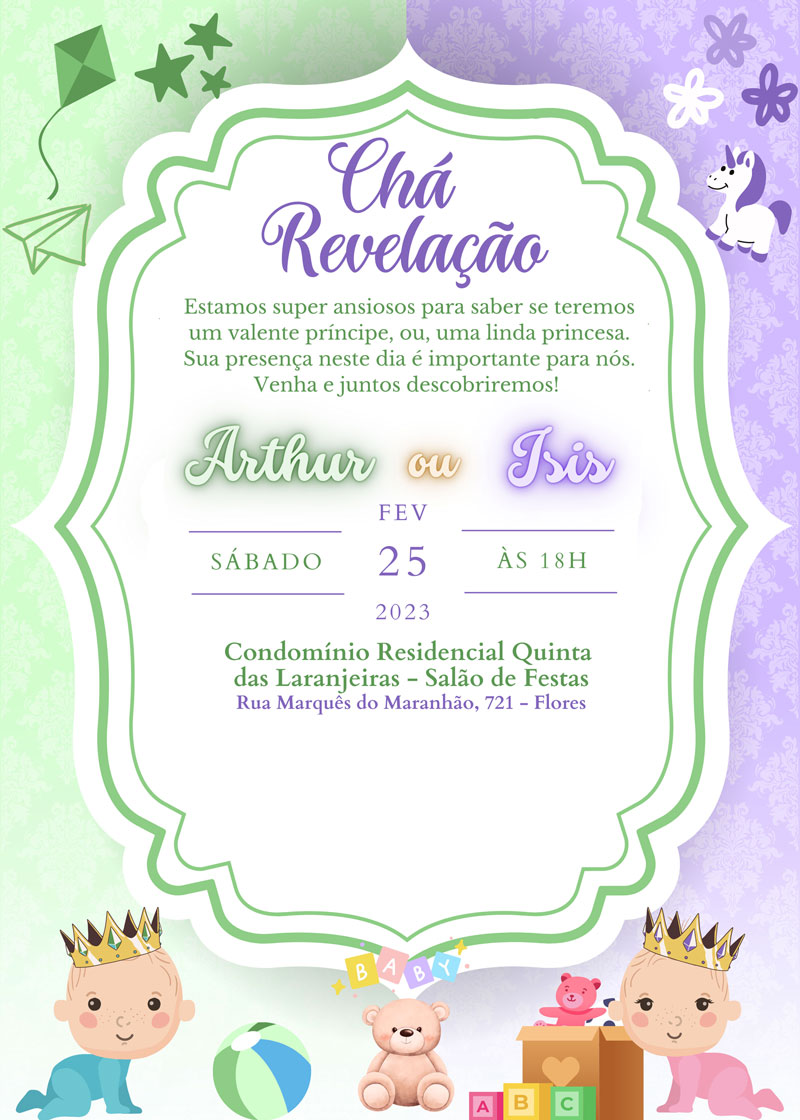 Chá
Revelação
Estamos super ansiosos para saber se teremos
um valente príncipe, ou, uma linda princesa.
Sua presença neste dia é importante para nós.
Venha e juntos descobriremos!
Arthur ou Isis
FEV
SÁBADO 25 ÀS 18H
2023
Condomínio Residencial Quinta
das Laranjeiras - Salão de Festas
Rua Marquês do Maranhão, 721 - Flores
BABY
A B C